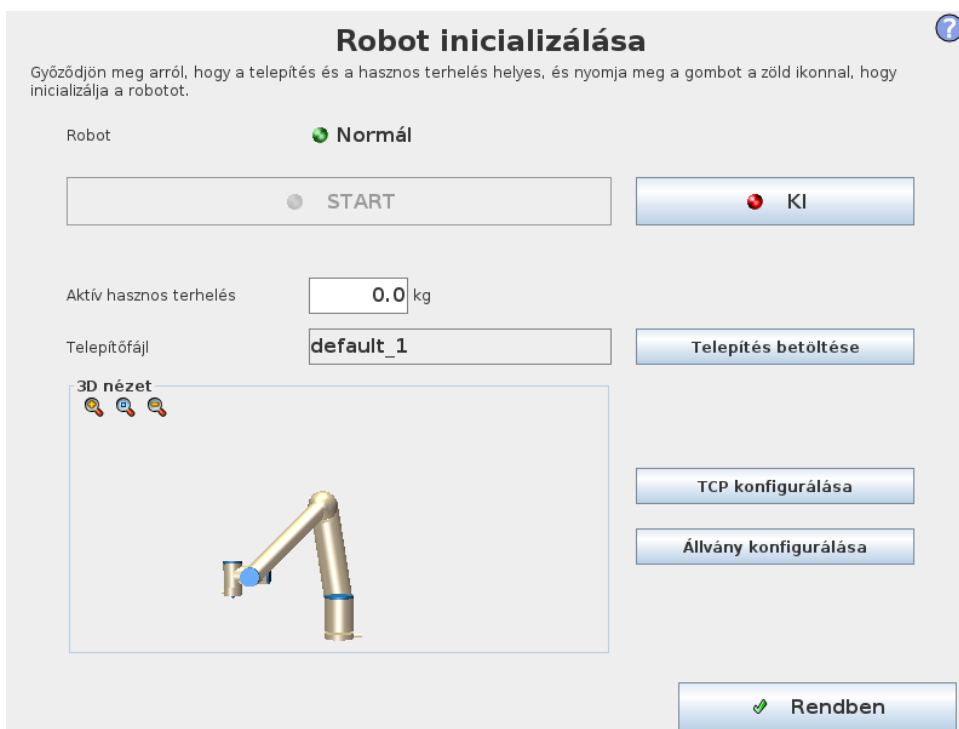 Robot inicializálása
?
Győződjön meg arról, hogy a telepítés és a hasznos terhelés helyes, és nyomja meg a gombot a zöld ikonnal, hogy
inicializálja a robotot.
Robot
Normál
START
KI
Aktív hasznos terhelés
0.0 kg
Telepítőfájl
default_1
Telepítés betöltése
3D nézet
TCP konfigurálása
Állvány konfigurálása
Rendben